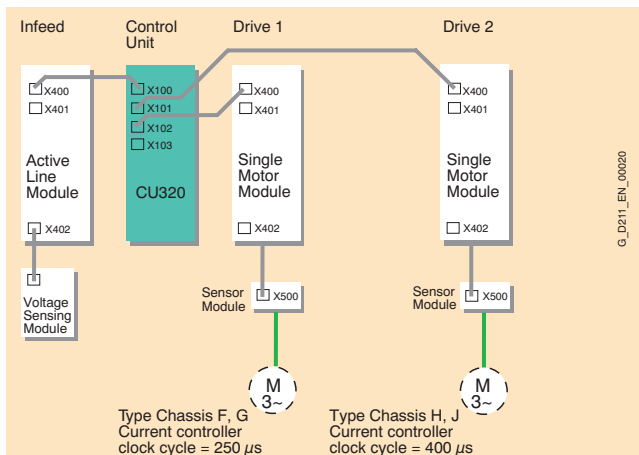 Infeed
Control
Unit
Drive 1
Drive 2
X400
X401
Active
Line
Module
X402
Voltage
Sensing
Module
X100
X101
X102
X103
CU320
X400
X401
Single
Motor
Module
X402
Sensor
Module
X500
M
3~
Type Chassis F, G
Current controller
clock cycle = 250 µs
X400
X401
Single
Motor
Module
X402
Sensor
Module
X500
M
3~
Type Chassis H, J
Current controller
clock cycle = 400 µs
G_D211_EN_00020